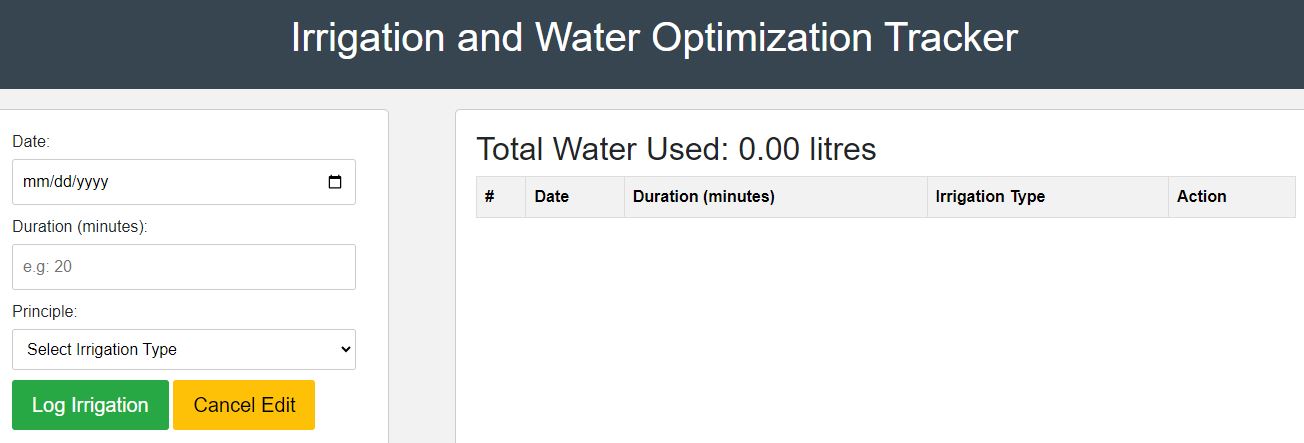 Irrigation and Water Optimization Tracker
Date:
mm/dd/yyyy
Duration (minutes):
e.g: 20
Principle:
Select Irrigation Type
Log Irrigation Cancel Edit
Total Water Used: 0.00 litres
# Date Duration (minutes) Irrigation Type Action